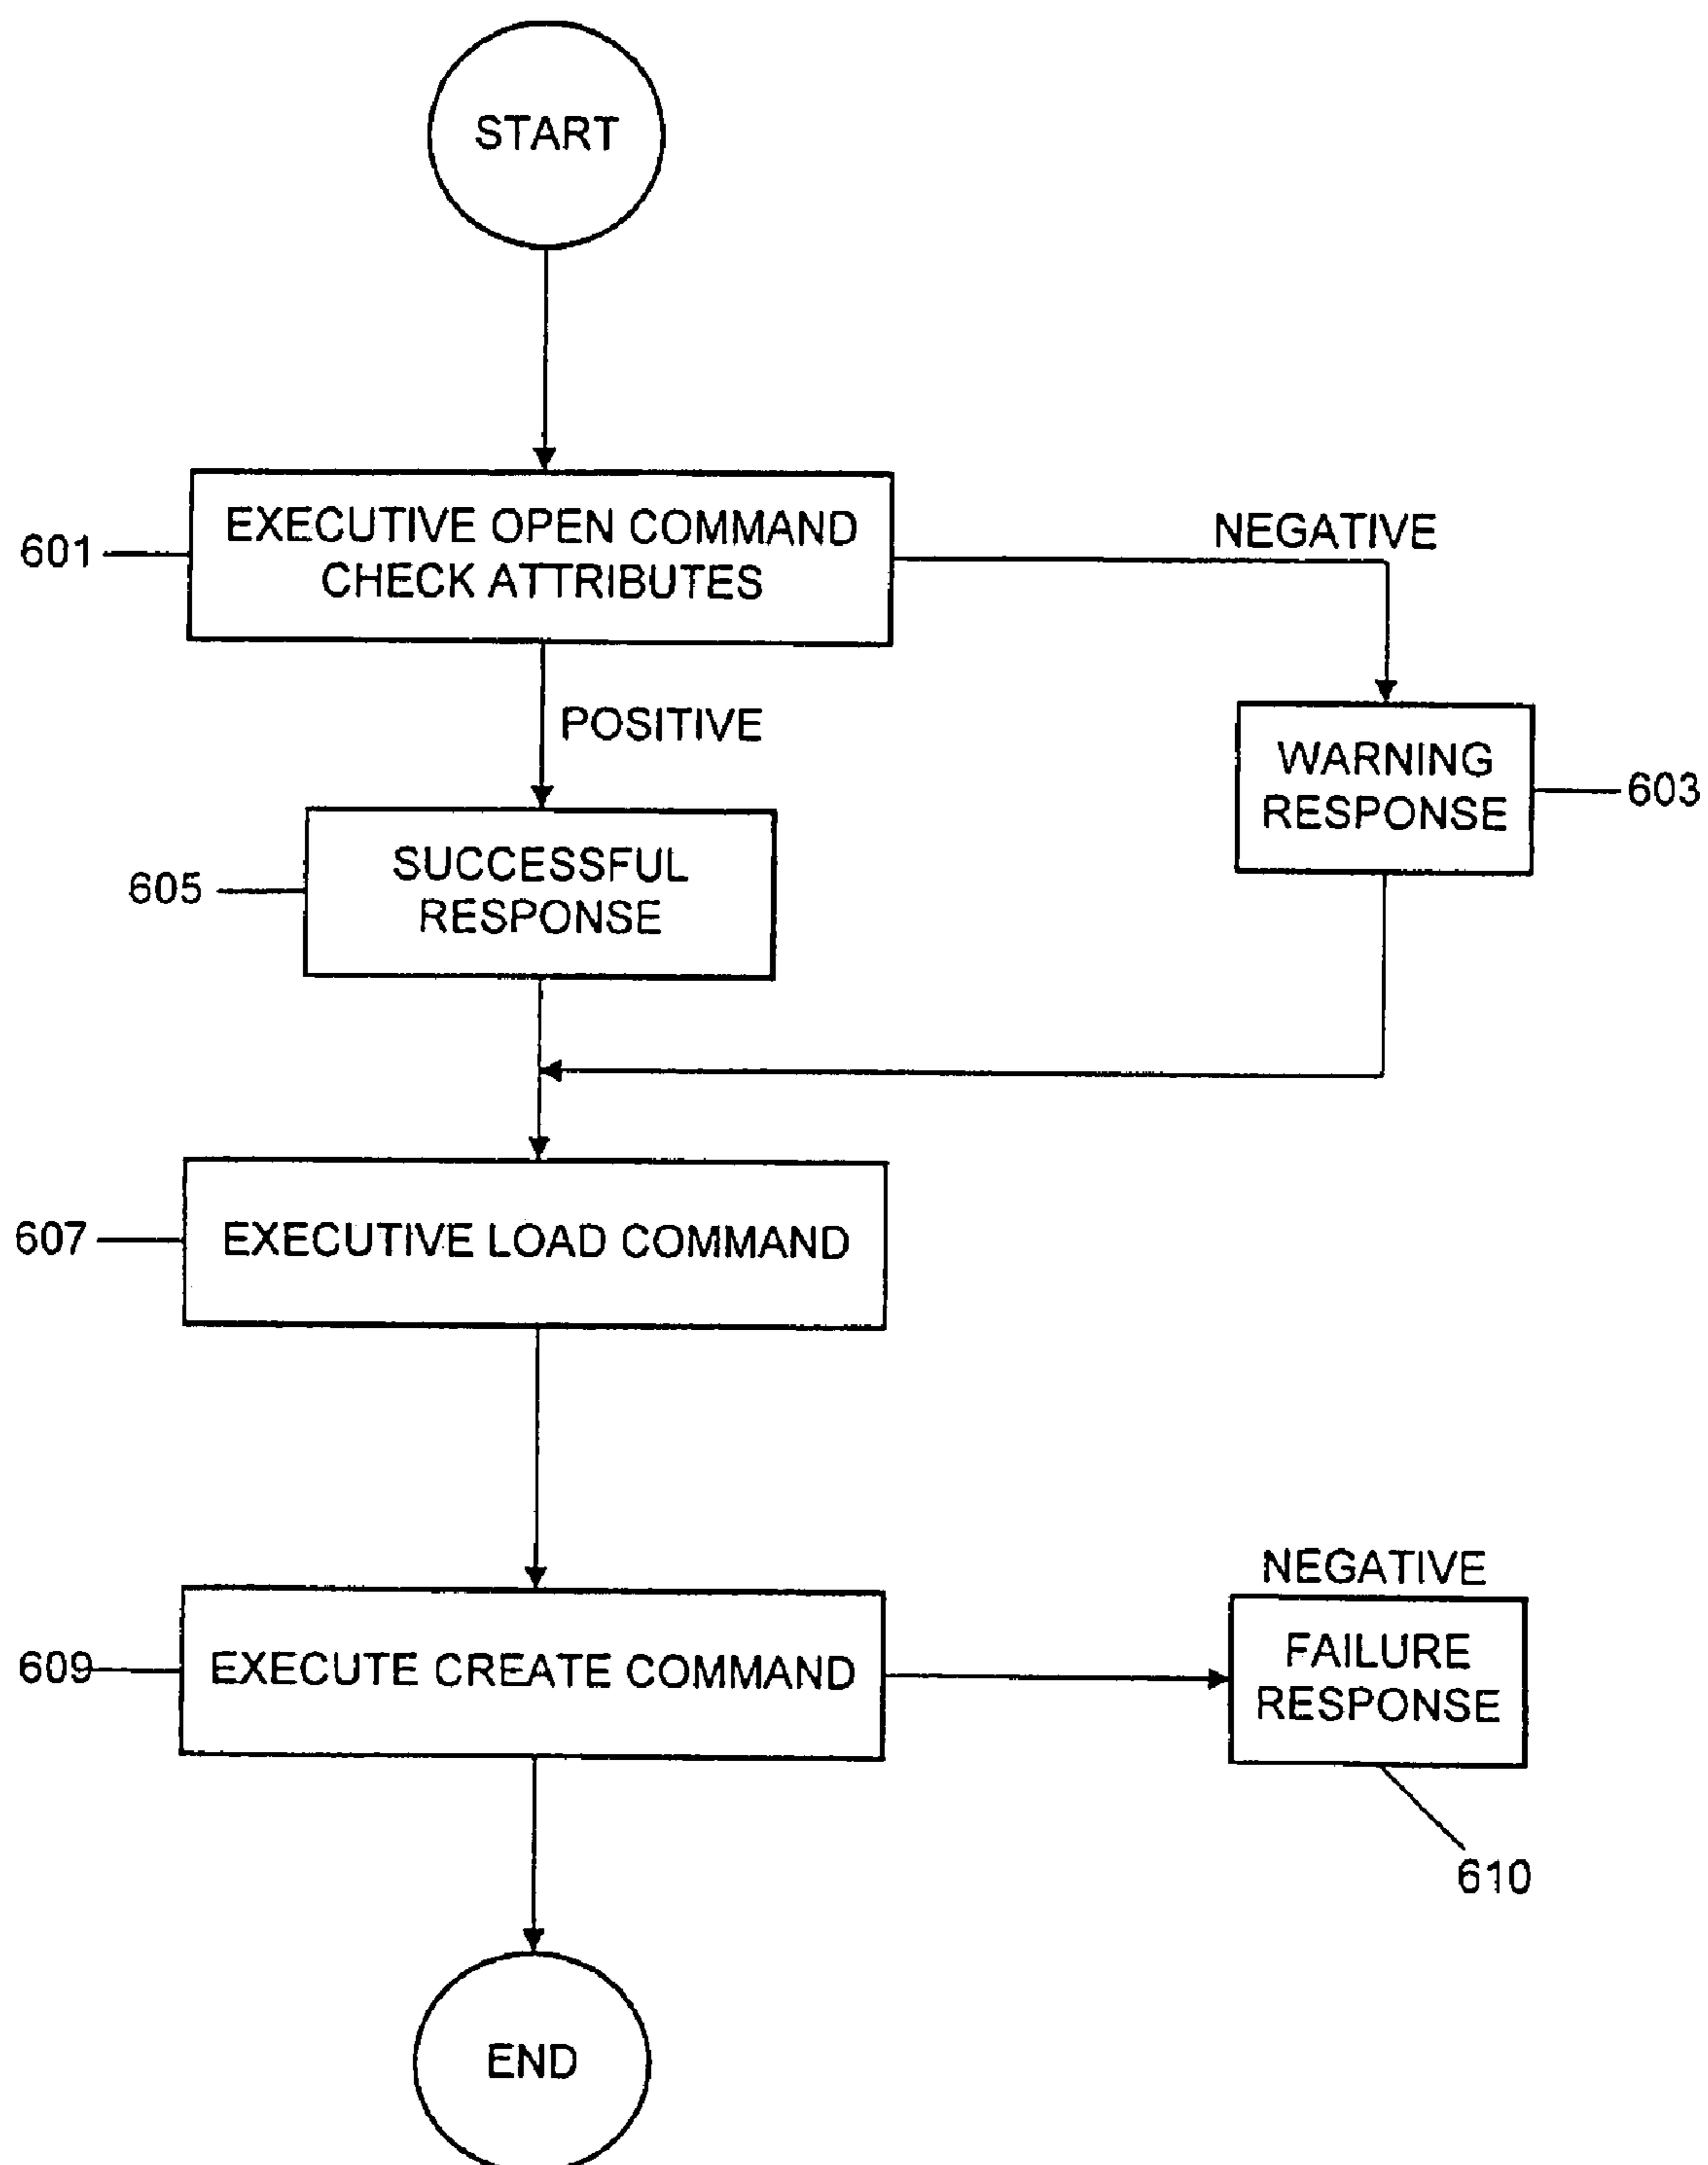 START
601
EXECUTIVE OPEN COMMAND
CHECK ATTRIBUTES
NEGATIVE
POSITIVE
WARNING
RESPONSE
603
605
SUCCESSFUL
RESPONSE
607
EXECUTIVE LOAD COMMAND
609
EXECUTE CREATE COMMAND
NEGATIVE
FAILURE
RESPONSE
610
END